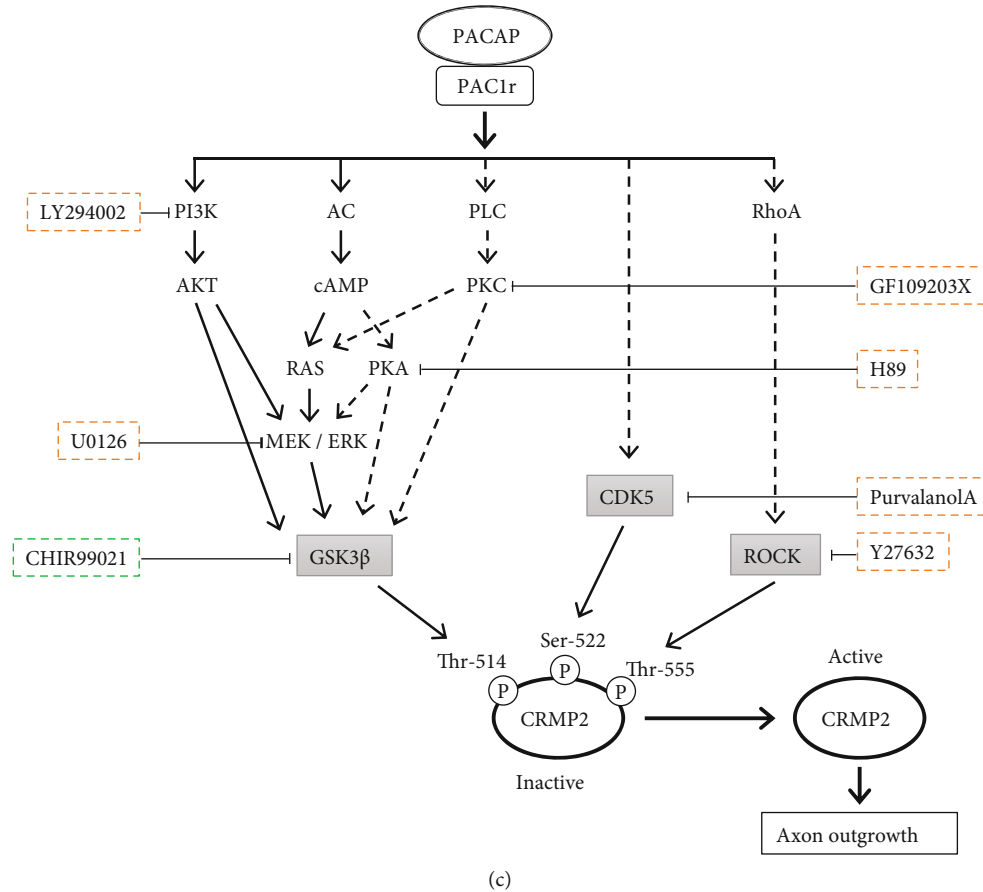 PACAP
PAC1r
LY294002
PI3K
AC
PLC
RhoA
AKT
cAMP
PKC
GF109203X
RAS
PKA
H89
U0126
MEK / ERK
CDK5
PurvalanolA
CHIR99021
GSK3β
ROCK
Y27632
Ser-522
Thr-514
Thr-555
Active
P
P
P
CRMP2
CRMP2
Inactive
Axon outgrowth
(c)